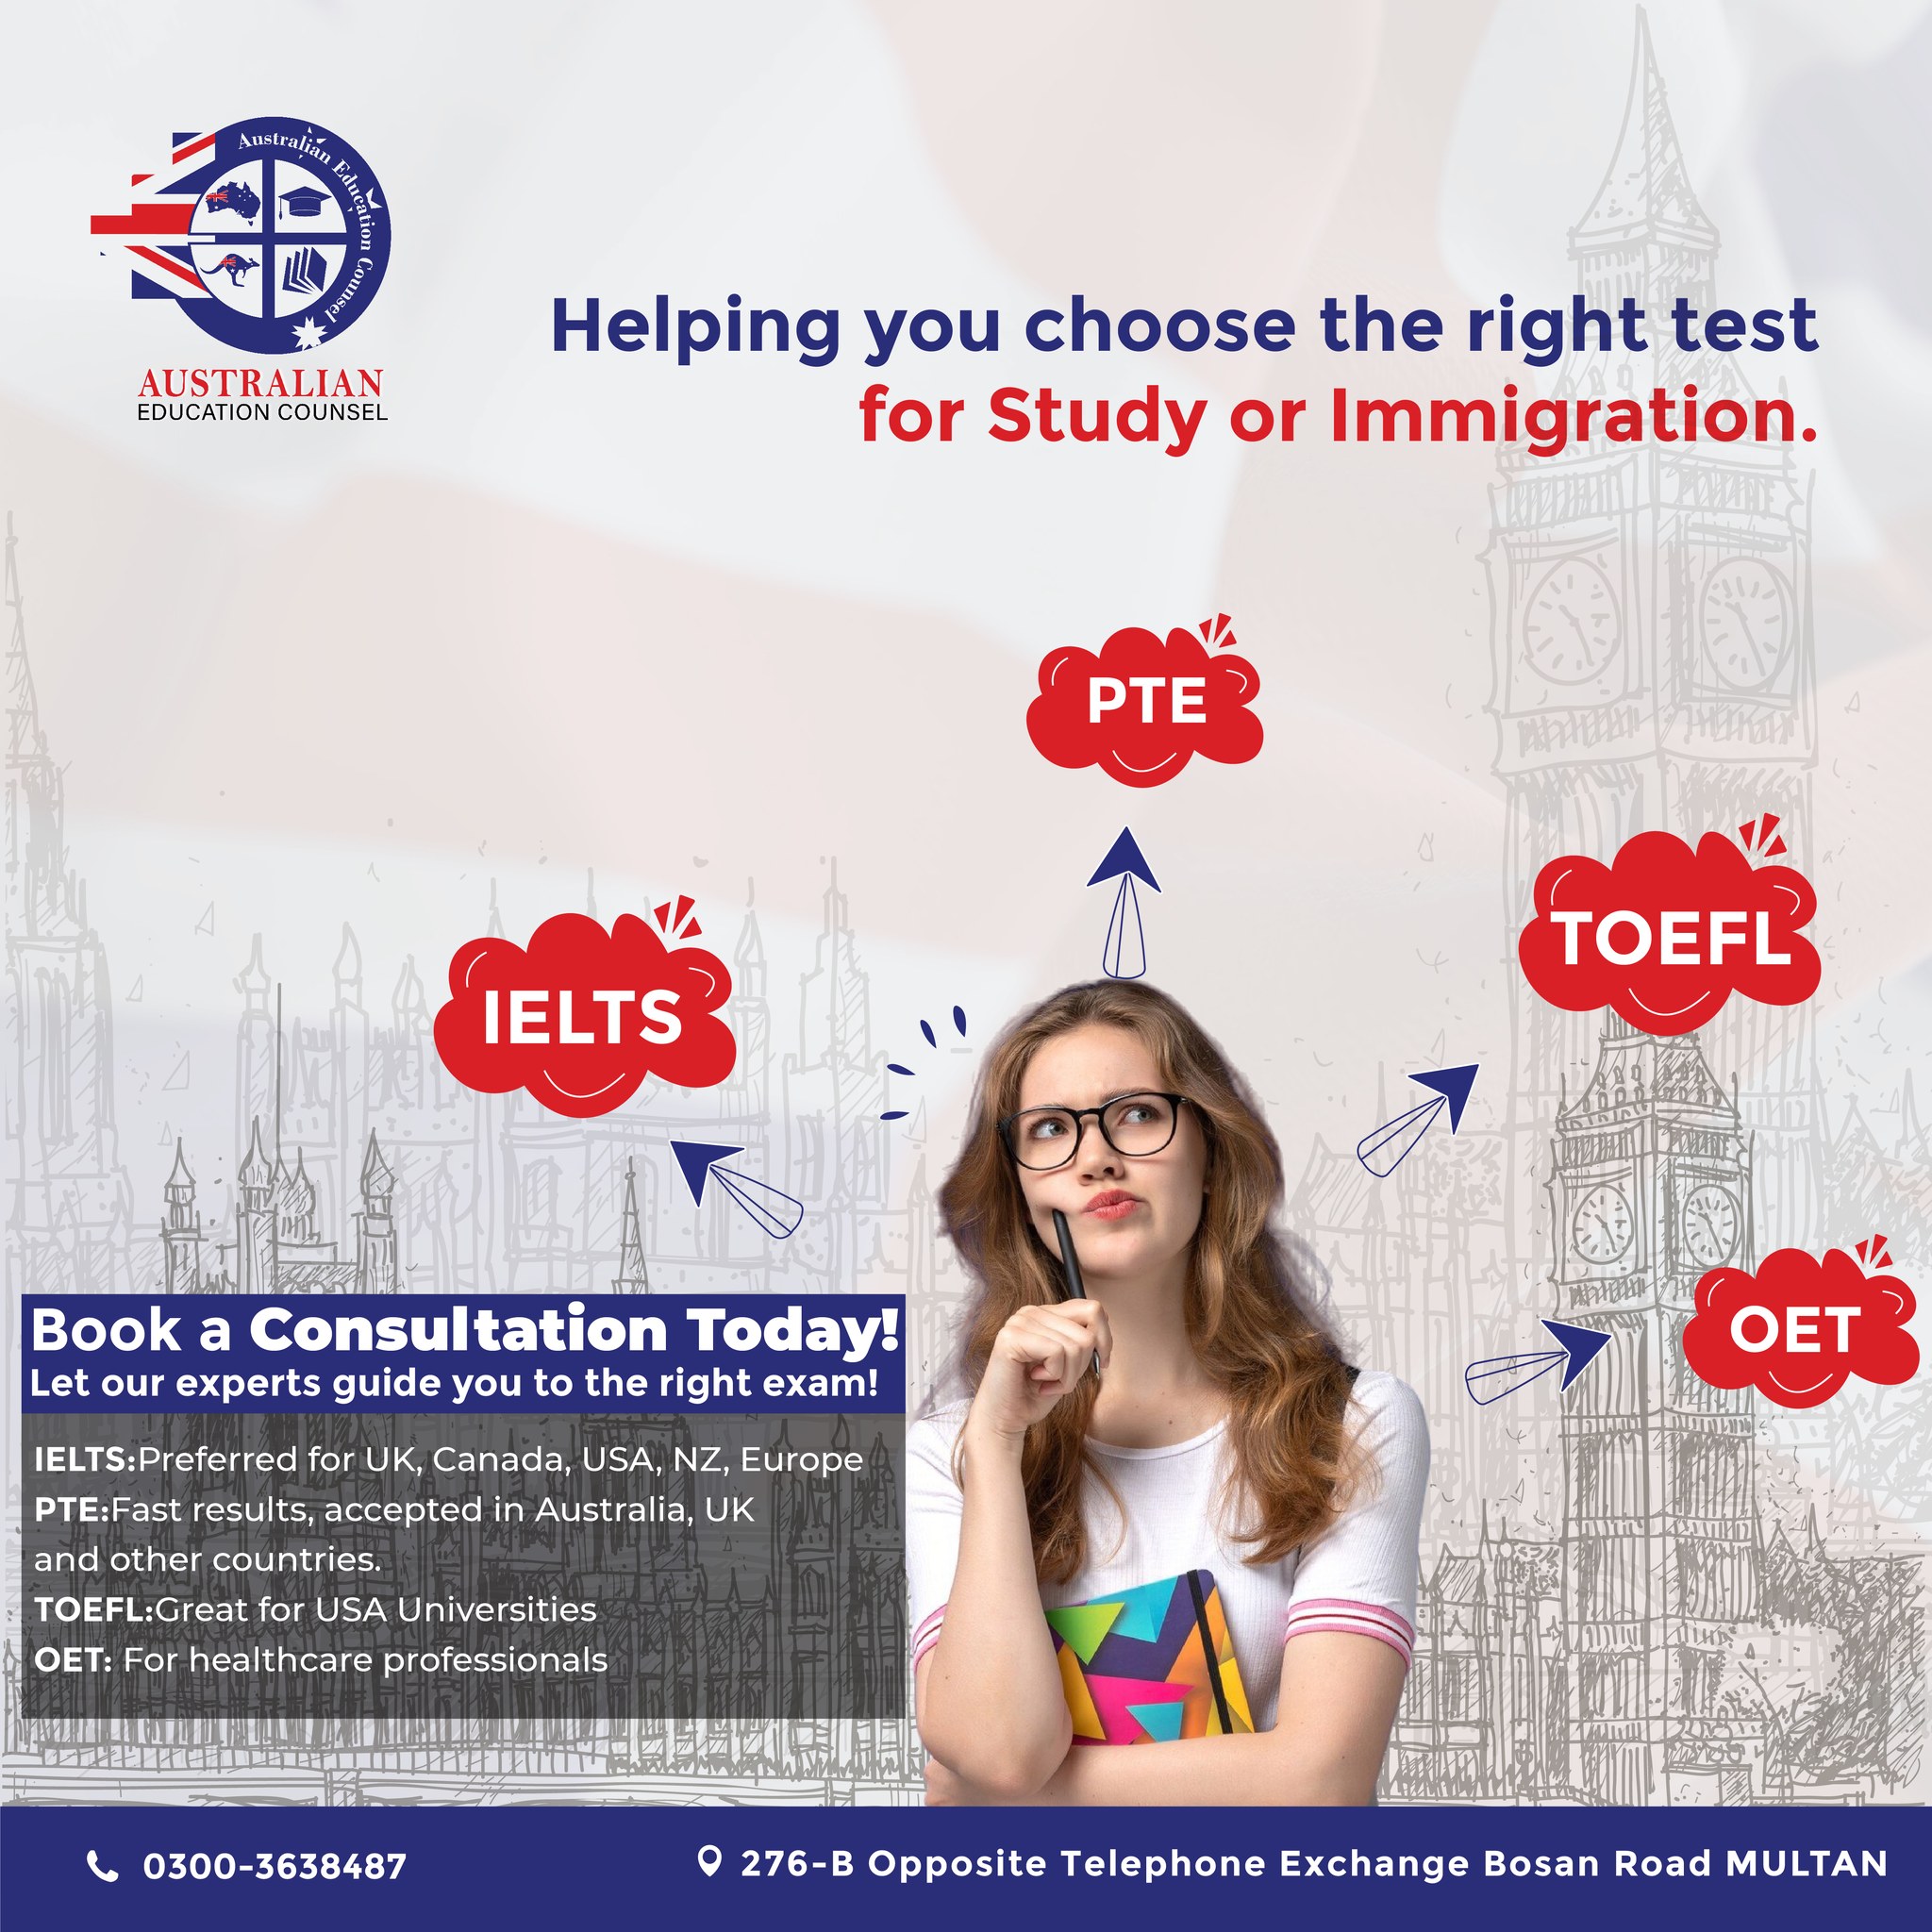 Australian Education Counsel
AUSTRALIAN
EDUCATION COUNSEL
Helping you choose the right test
for Study or Immigration.
PTE
TOEFL
IELTS
OET
Book a Consultation Today!
Let our experts guide you to the right exam!
IELTS:Preferred for UK, Canada, USA, NZ, Europe
PTE:Fast results, accepted in Australia, UK
and other countries.
TOEFL:Great for USA Universities
OET: For healthcare professionals
0300-3638487
276-B Opposite Telephone Exchange Bosan Road MULTAN